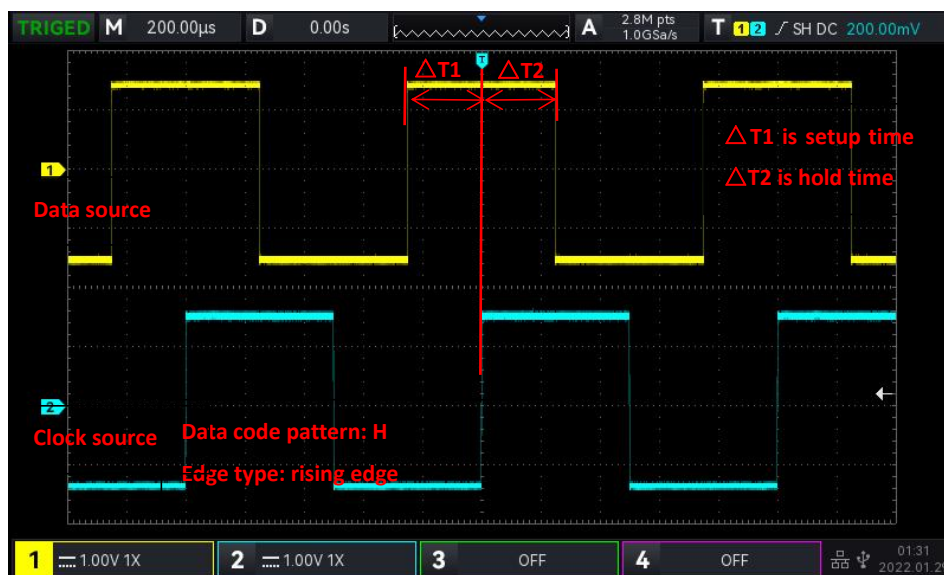 TRIGED M 200.00μs D 0.00s A 2.8M pts 1.0GSa/s T 1 2 SH DC 200.00mV
T
△T1 △T2
△T1 is setup time
1
△T2 is hold time
Data source
2
Clock source Data code pattern: H
Edge type: rising edge
1 1.00V 1X 2 1.00V 1X 3 OFF 4 OFF 01:31
2022.01.29